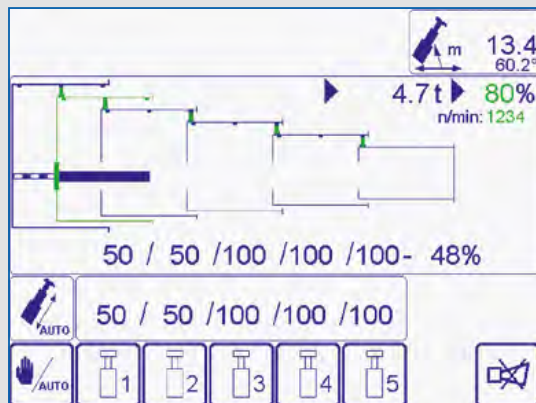 m 13.4
60.2°
4.7t 80%
n/min: 1234
50 / 50 /100 /100 /100- 48%
AUTO 50 / 50 /100 /100 /100
/AUTO 1 2 3 4 5